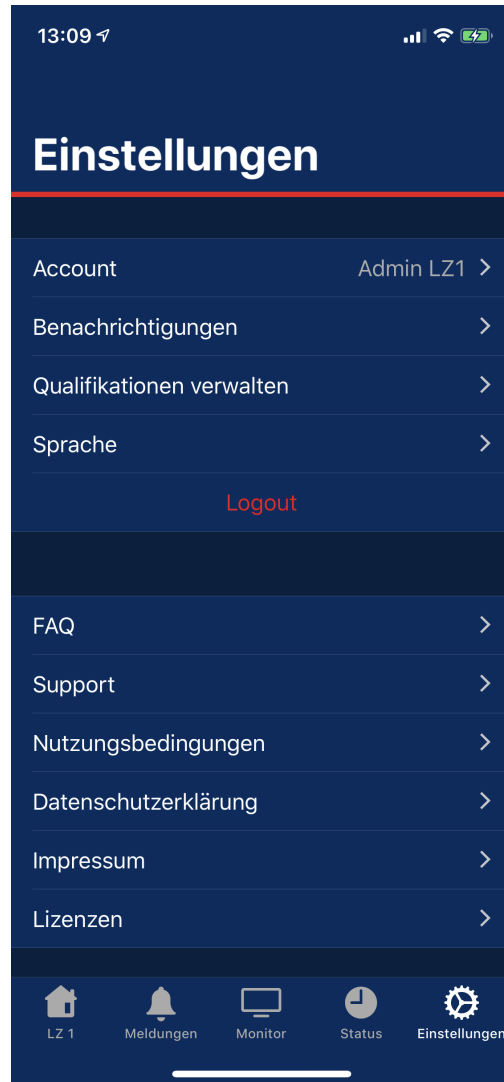 13:09
Einstellungen
Account Admin LZ1
Benachrichtigungen
Qualifikationen verwalten
Sprache
Logout
FAQ
Support
Nutzungsbedingungen
Datenschutzerklärung
Impressum
Lizenzen
LZ 1 Meldungen Monitor Status Einstellungen